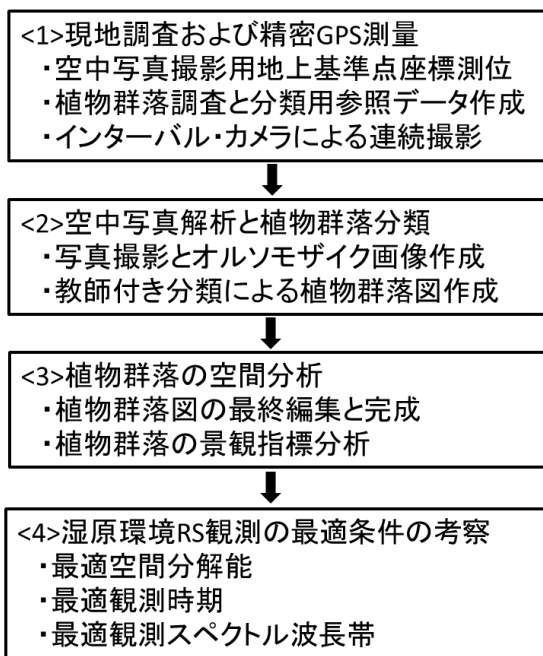 <1>現地調査および精密GPS測量
・空中写真撮影用地上基準点座標測位
・植物群落調査と分類用参照データ作成
・インターバル・カメラによる連続撮影
<2>空中写真解析と植物群落分類
・写真撮影とオルソモザイク画像作成
・教師付き分類による植物群落図作成
<3>植物群落の空間分析
・植物群落図の最終編集と完成
・植物群落の景観指標分析
<4>湿原環境RS観測の最適条件の考察
・最適空間分解能
・最適観測時期
・最適観測スペクトル波長帯